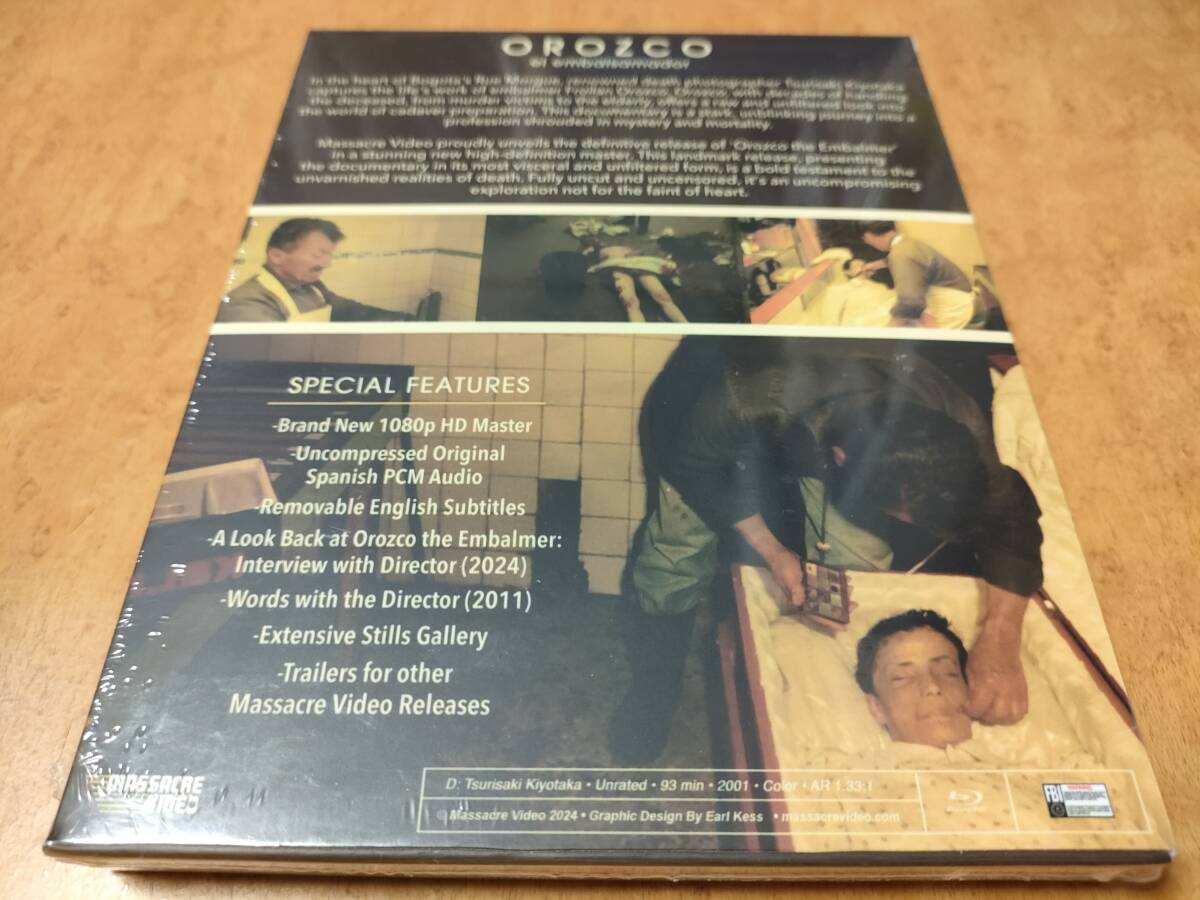 OROZCO
el embalsamador
In the heart of Bogota's Rue Morgue, renowned death photographer Tsurisaki Kiyotaka
captures the life's work of embalmer Froilan Orozco. Orozco, with decades of handling
the deceased, from murder victims to the elderly, offers a raw and unfiltered look into
the world of cadaver preparation. This documentary is a stark, unblinking journey into a
profession shrouded in mystery and mortality.
Massacre Video proudly unveils the definitive release of 'Orozco the Embalmer'
in a stunning new high-definition master. This landmark release, presenting
the documentary in its most visceral and unfiltered form, is a bold testament to the
unvarnished realities of death. Fully uncut and uncensored, it's an uncompromising
exploration not for the faint of heart.
SPECIAL FEATURES
-Brand New 1080p HD Master
-Uncompressed Original
Spanish PCM Audio
-Removable English Subtitles
-A Look Back at Orozco the Embalmer:
Interview with Director (2024)
-Words with the Director (2011)
-Extensive Stills Gallery
-Trailers for other
Massacre Video Releases
MASSACRE
VIDEO
D: Tsurisaki Kiyotaka • Unrated • 93 min • 2001 • Color • AR 1.33:1
© Massacre Video 2024 • Graphic Design By Earl Kess • massacrevideo.com
FBI
WARNING